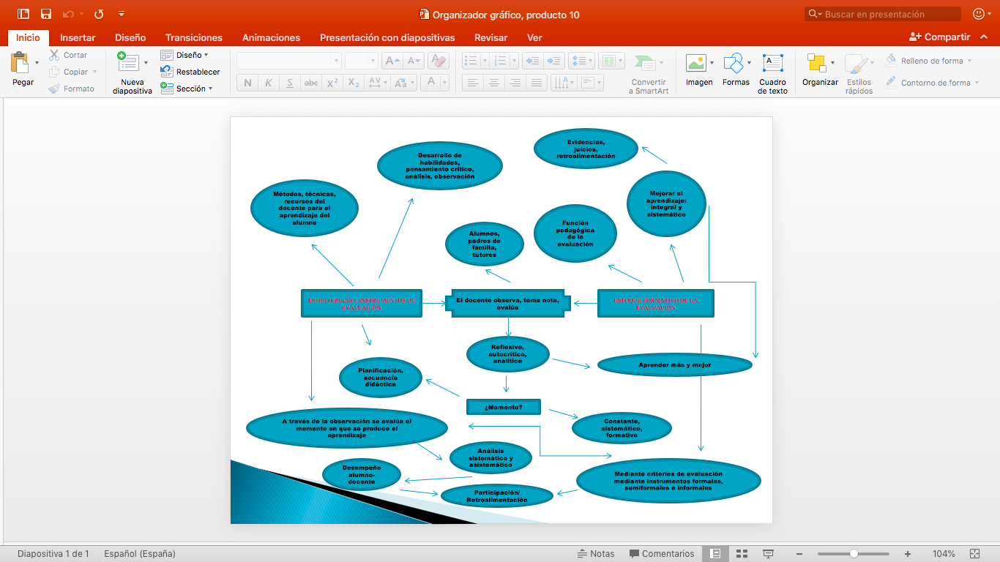 Organizador gráfico, producto 10
Buscar en presentación
Inicio
Insertar
Diseño
Transiciones
Animaciones
Presentación con diapositivas
Revisar
Ver
Compartir
Pegar
Cortar
Copiar
Formato
Nueva
diapositiva
Diseño
Restablecer
Sección
N K S abc X² X₂ AV Aa A
Convertir
a SmartArt
Imagen
Formas
Cuadro
de texto
Organizar
Estilos
rápidos
Relleno de forma
Contorno de forma
Evidencias,
juicios,
retroalimentación
Desarrollo de
habilidades,
pensamiento crítico,
análisis, observación
Métodos, técnicas,
recursos del
docente para el
aprendizaje del
alumno
Mejorar el
aprendizaje:
integral y
sistemático
Alumnos,
padres de
familia,
tutores
Función
pedagógica
de la
evaluación
ESTRATERGIAS E INSTRUMENTOS DE
EVALUACIÓN
El docente observa, toma nota,
evalúa
ENFOQUE FORMATIVO DE LA
EVALUACIÓN
Reflexivo,
autocrítico,
analítico
Aprender más y mejor
Planificación,
secuencia
didáctica
¿Momento?
A través de la observación se evalúa el
momento en que se produce el
aprendizaje
Constante,
sistemático,
formativo
Análisis
sistemático y
asistemático
Desempeño
alumno-
docente
Mediante criterios de evaluación
mediante instrumentos formales,
semiformales e informales
Participación/
Retroalimentación
Diapositiva 1 de 1
Español (España)
Notas
Comentarios
104%